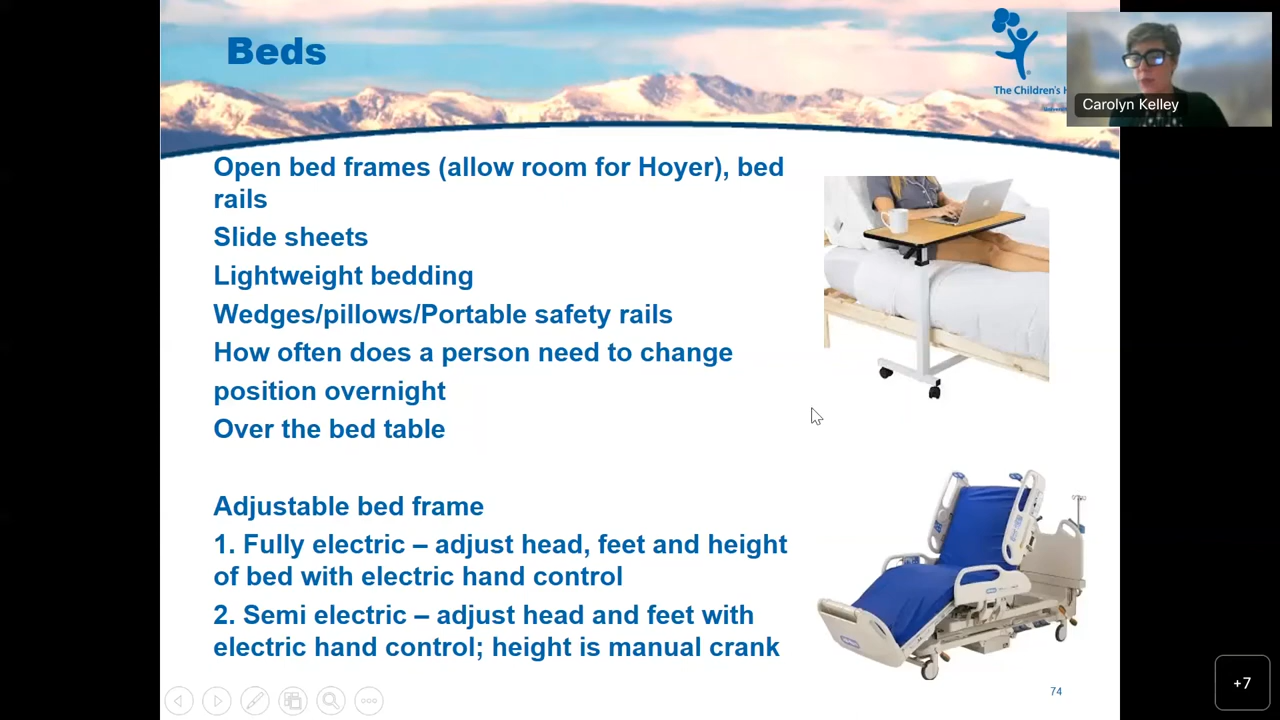 Beds
The Children's H
Carolyn Kelley
Open bed frames (allow room for Hoyer), bed
rails
Slide sheets
Lightweight bedding
Wedges/pillows/Portable safety rails
How often does a person need to change
position overnight
Over the bed table
Adjustable bed frame
1. Fully electric – adjust head, feet and height
of bed with electric hand control
2. Semi electric – adjust head and feet with
electric hand control; height is manual crank
74
+7